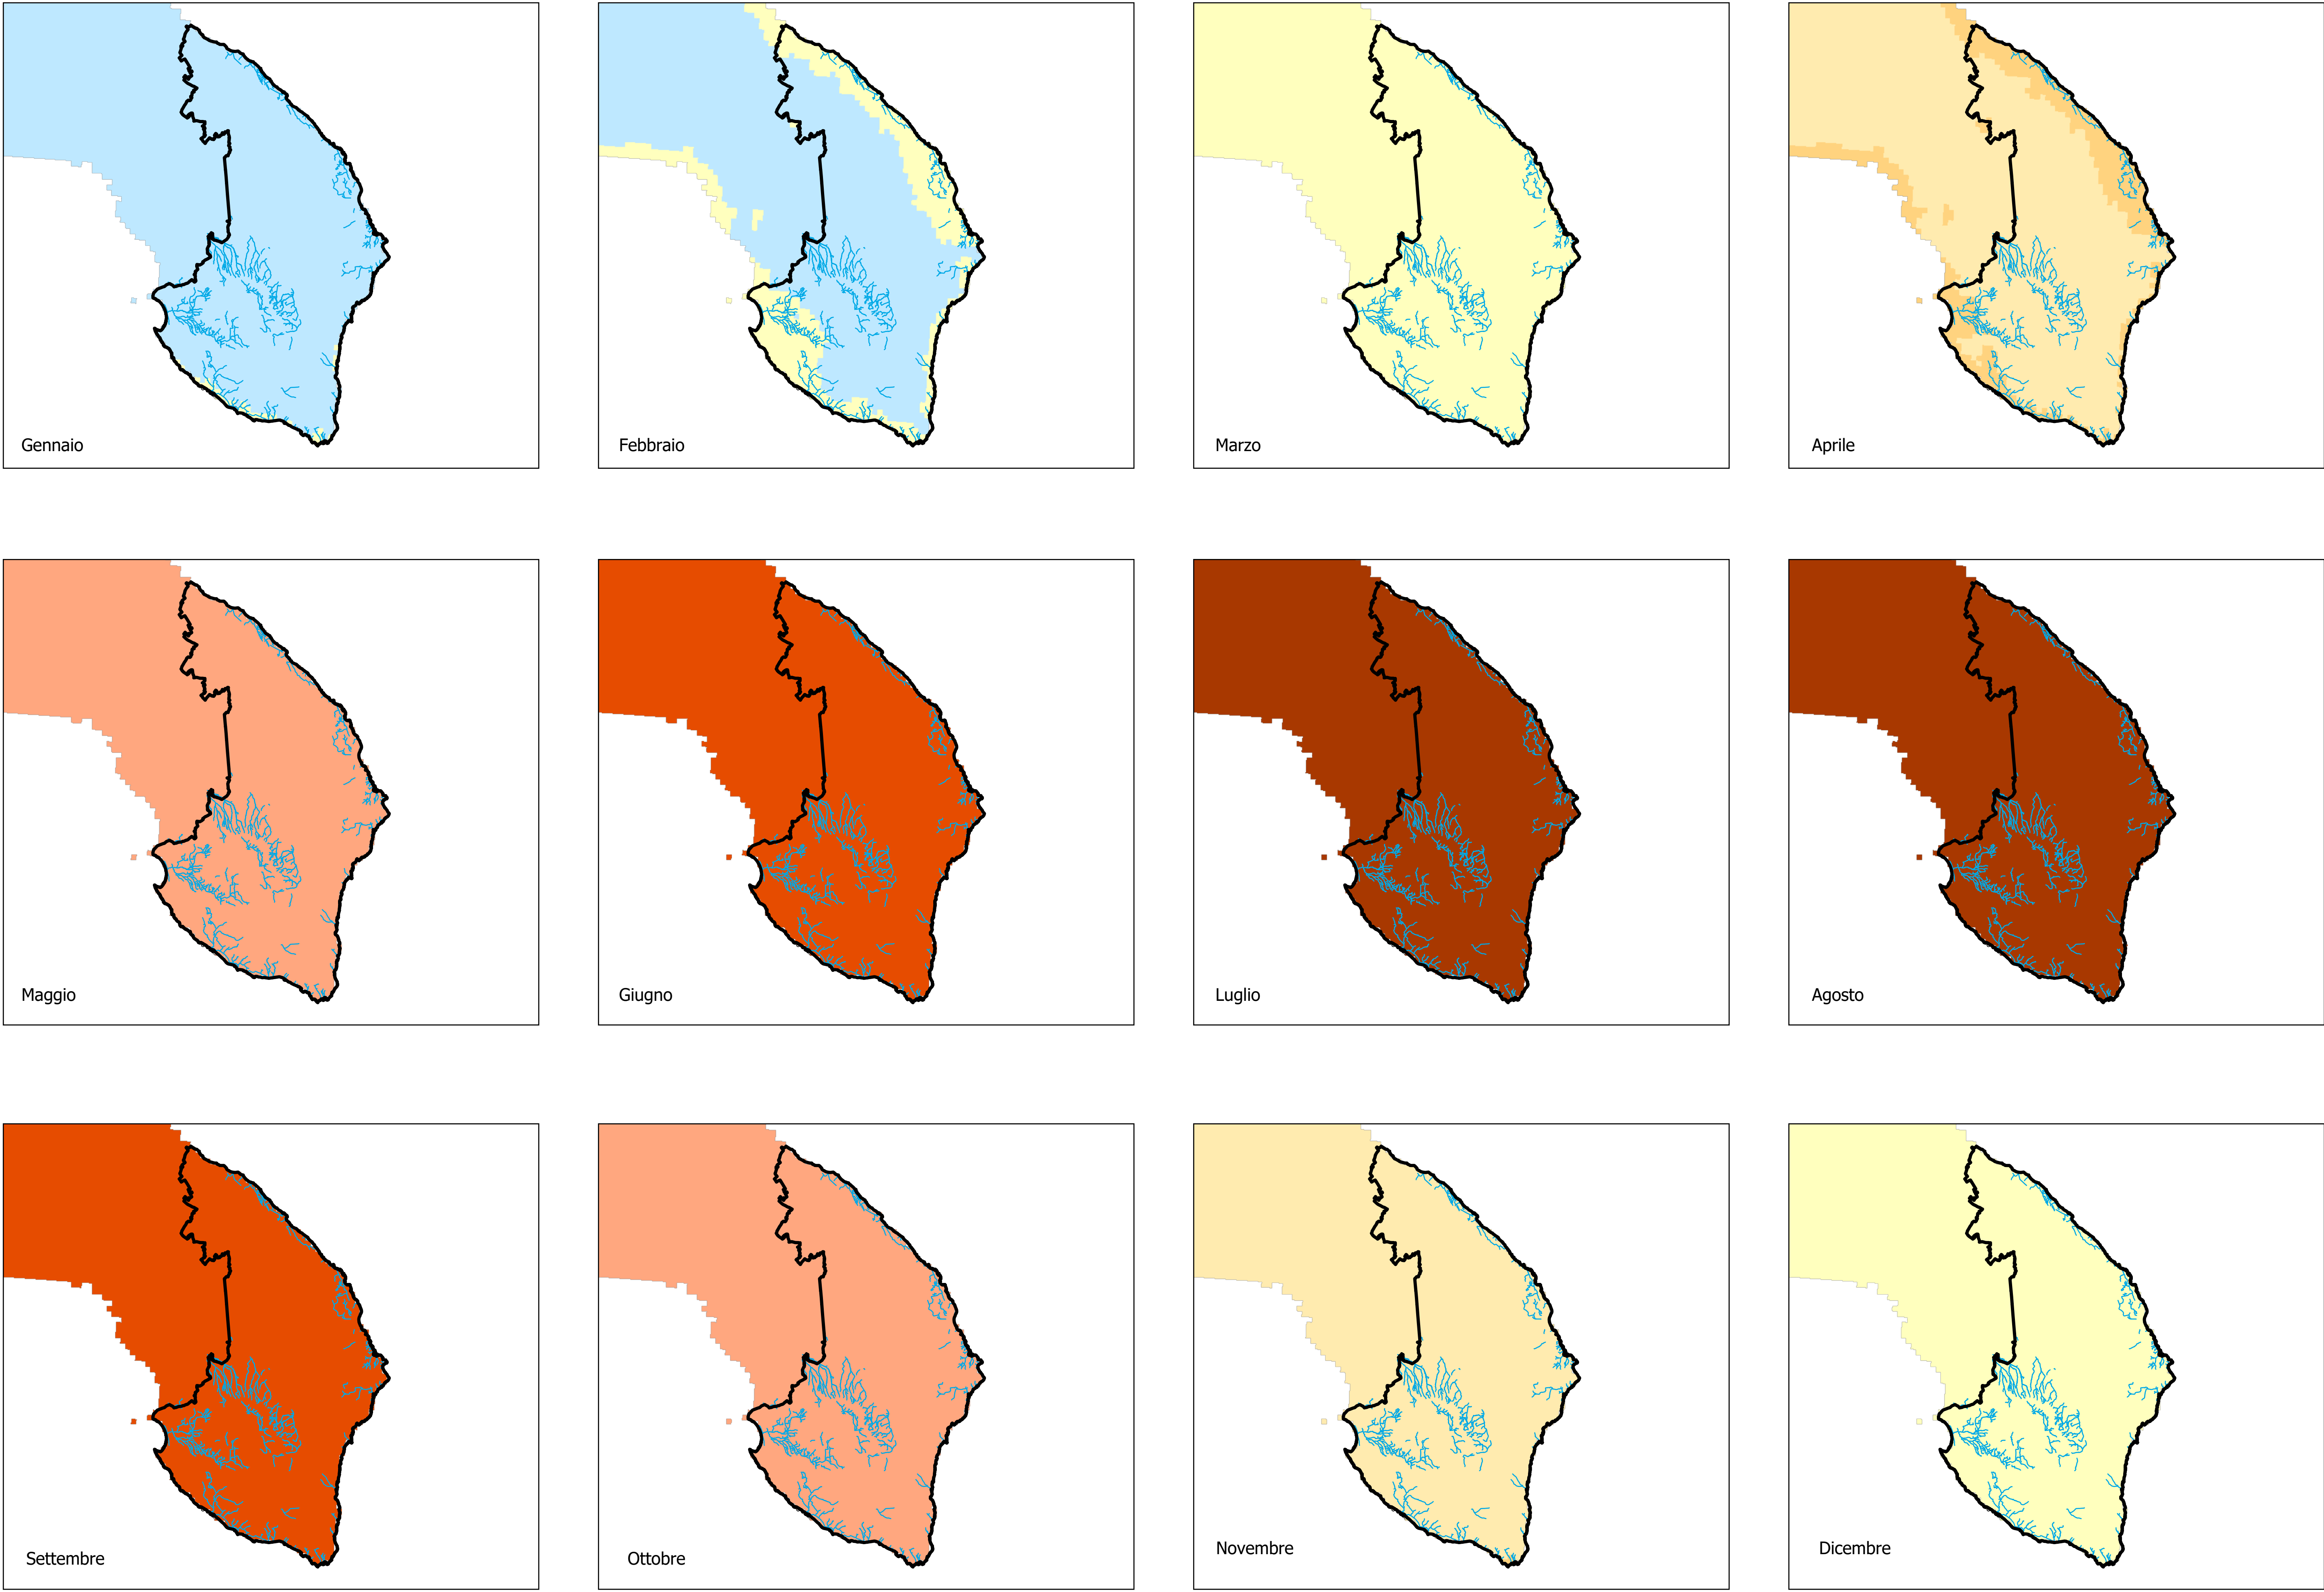 Gennaio
Febbraio
Marzo
Aprile
Maggio
Giugno
Luglio
Agosto
Settembre
Ottobre
Novembre
Dicembre